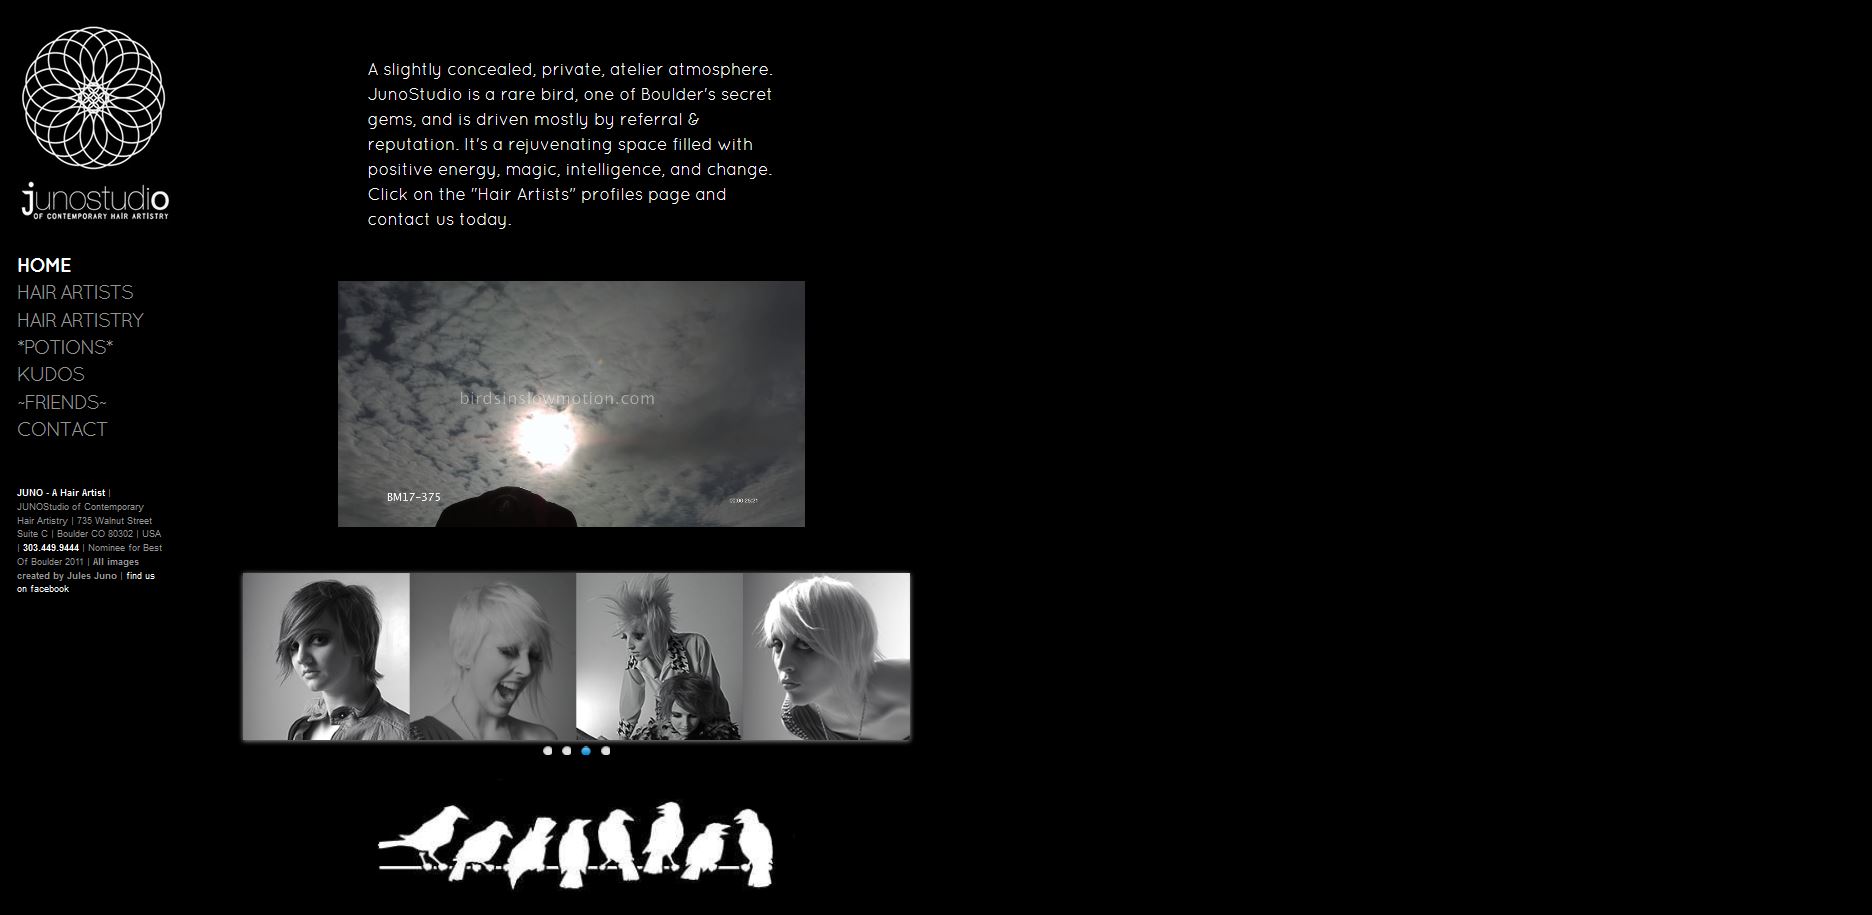 junostudio
OF CONTEMPORARY HAIR ARTISTRY
HOME
HAIR ARTISTS
HAIR ARTISTRY
*POTIONS*
KUDOS
~FRIENDS~
CONTACT
JUNO - A Hair Artist |
JUNOStudio of Contemporary
Hair Artistry | 735 Walnut Street
Suite C | Boulder CO 80302 | USA
| 303.449.9444 | Nominee for Best
Of Boulder 2011 | All images
created by Jules Juno | find us
on facebook
A slightly concealed, private, atelier atmosphere.
JunoStudio is a rare bird, one of Boulder's secret
gems, and is driven mostly by referral &
reputation. It's a rejuvenating space filled with
positive energy, magic, intelligence, and change.
Click on the "Hair Artists" profiles page and
contact us today.
birdsinslowmotion.com
BM17-375